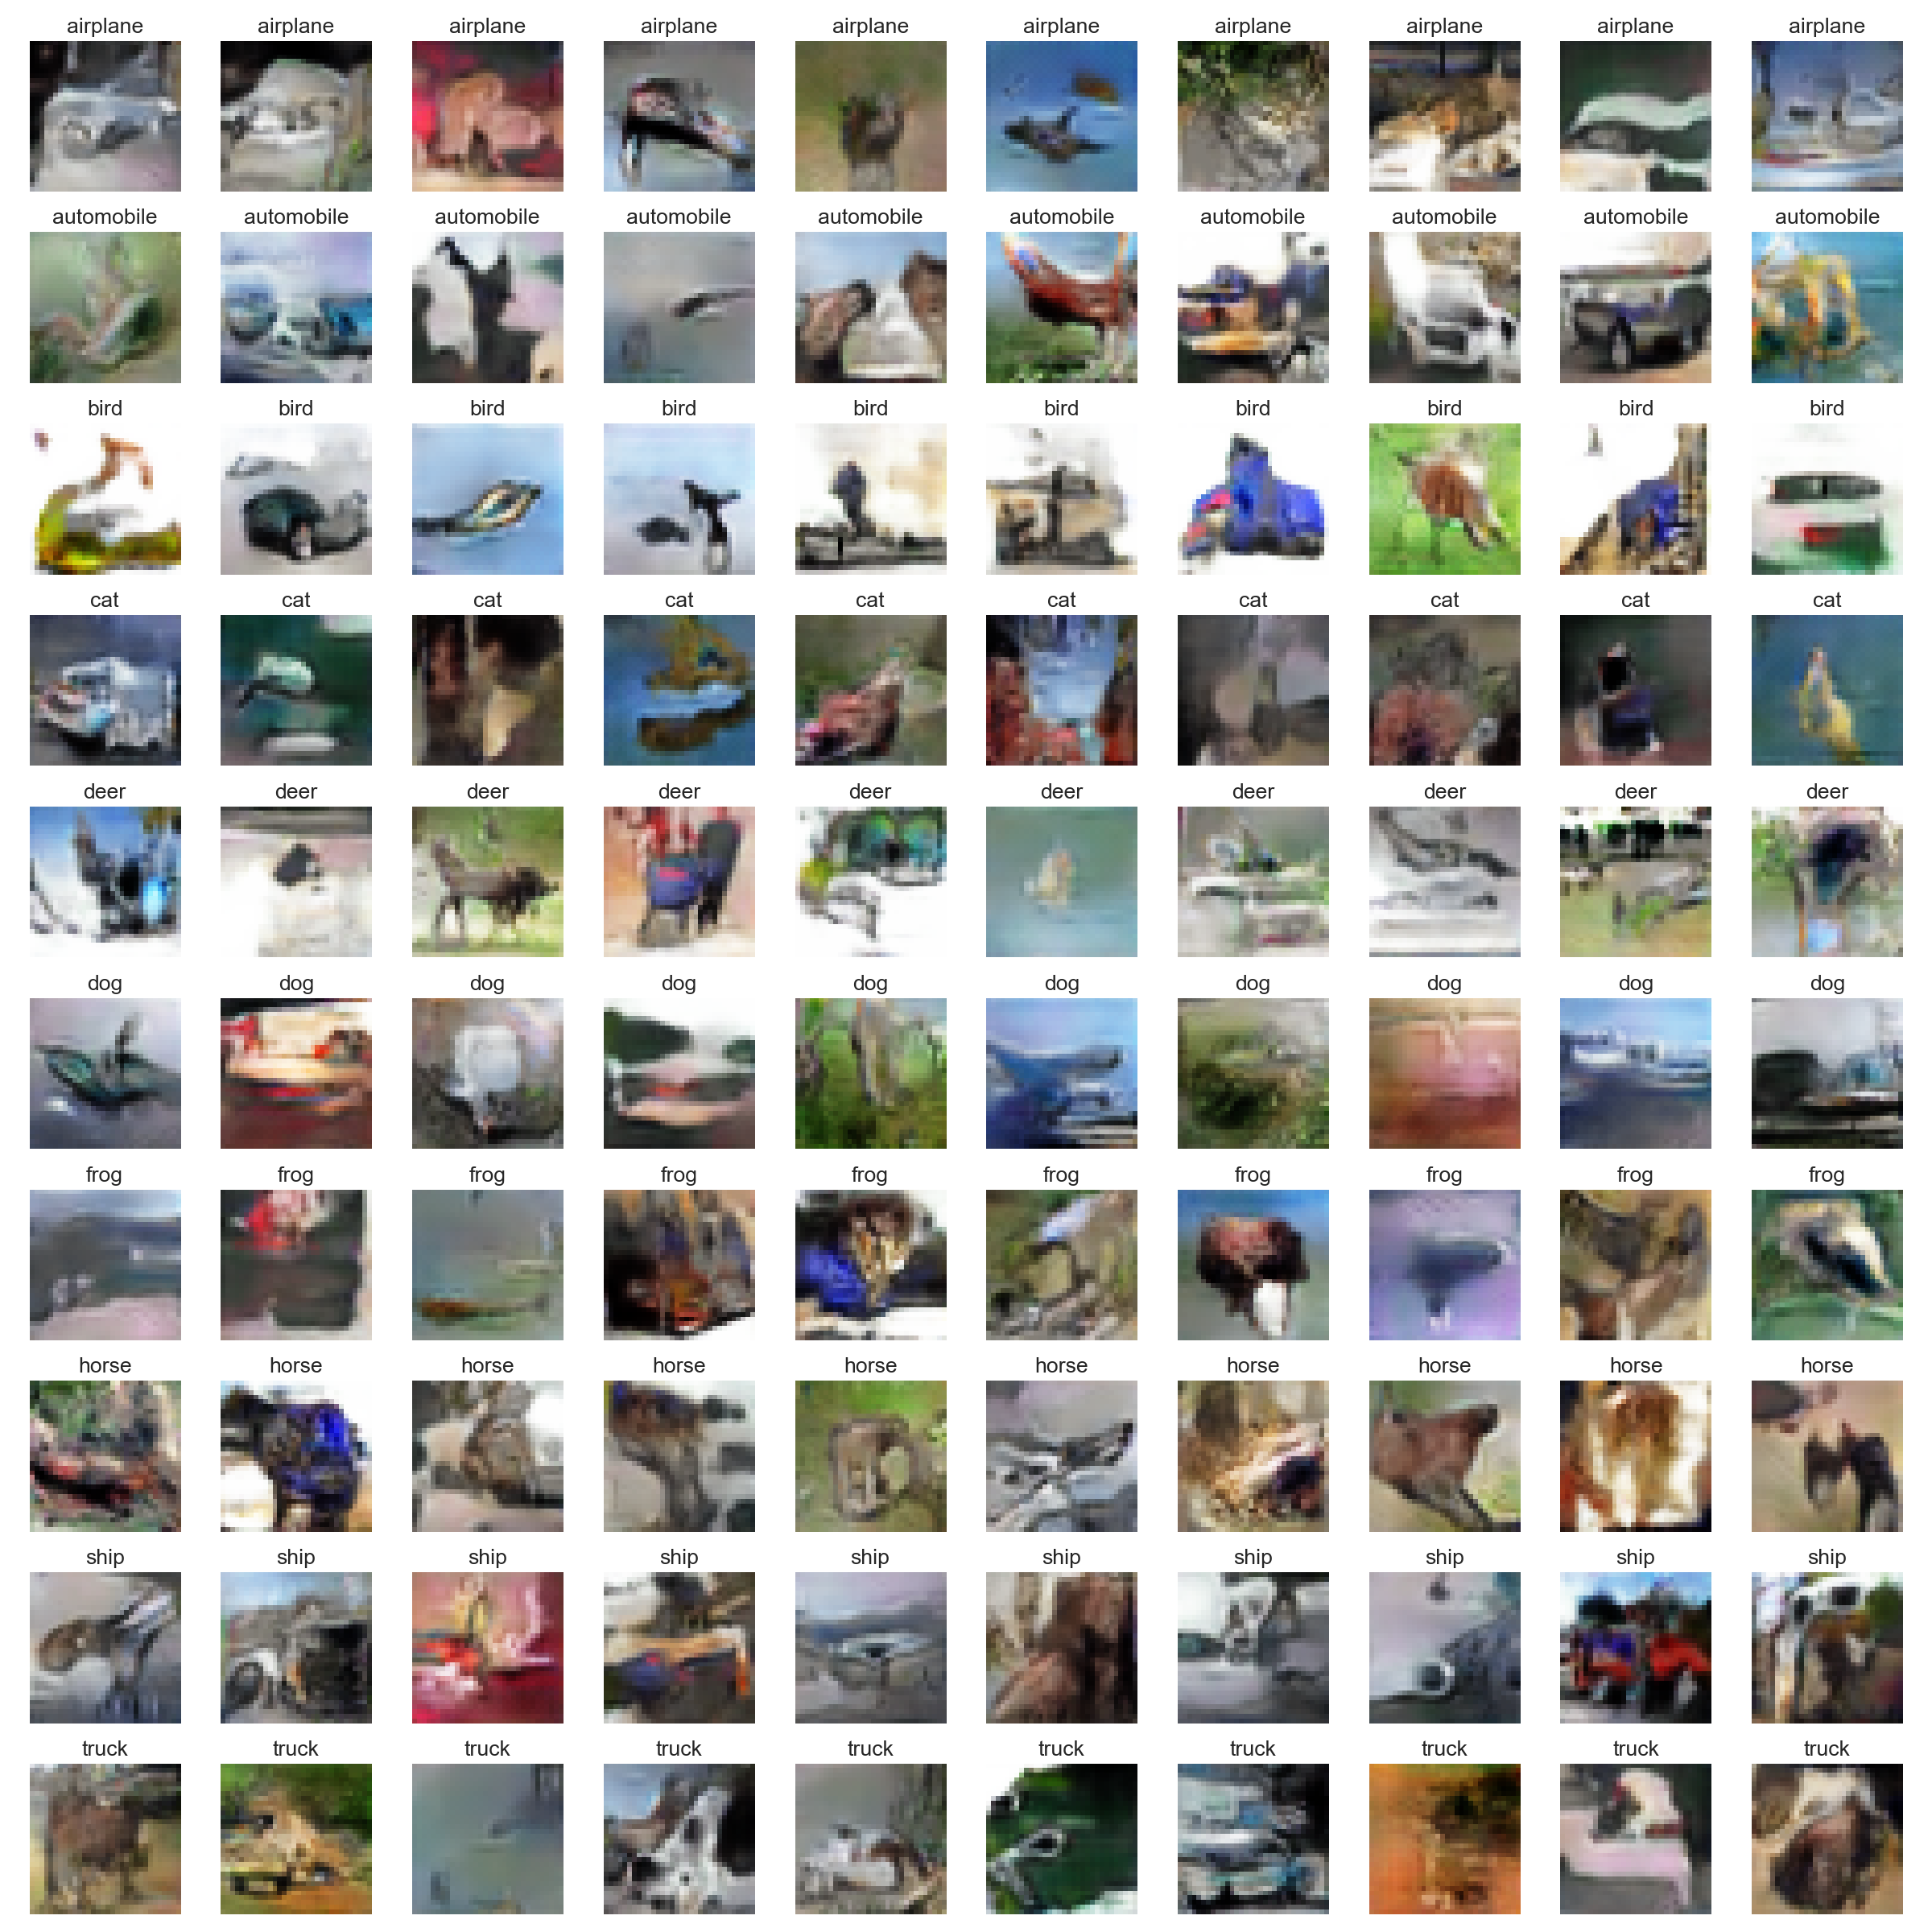 airplane airplane airplane airplane airplane airplane airplane airplane airplane airplane
automobile automobile automobile automobile automobile automobile automobile automobile automobile automobile
bird bird bird bird bird bird bird bird bird bird
cat cat cat cat cat cat cat cat cat cat
deer deer deer deer deer deer deer deer deer deer
dog dog dog dog dog dog dog dog dog dog
frog frog frog frog frog frog frog frog frog frog
horse horse horse horse horse horse horse horse horse horse
ship ship ship ship ship ship ship ship ship ship
truck truck truck truck truck truck truck truck truck truck